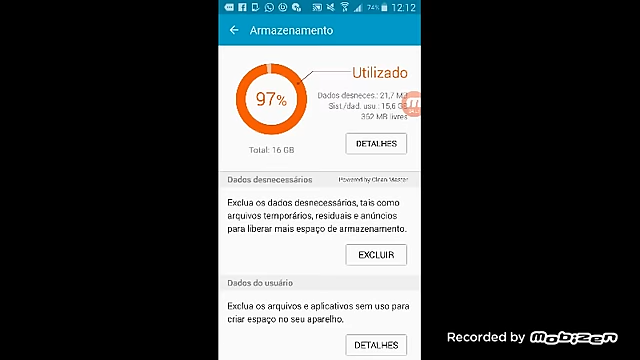 74% 12:12
Armazenamento
97%
Utilizado
Dados desneces.: 21,7 MB
Sist./dad. usu.: 15,6 GB
352 MB livres
Total: 16 GB
DETALHES
Dados desnecessários Powered by Clean Master
Exclua os dados desnecessários, tais como
arquivos temporários, residuais e anúncios
para liberar mais espaço de armazenamento.
EXCLUIR
Dados do usuário
Exclua os arquivos e aplicativos sem uso para
criar espaço no seu aparelho.
DETALHES
Recorded by Mobizen